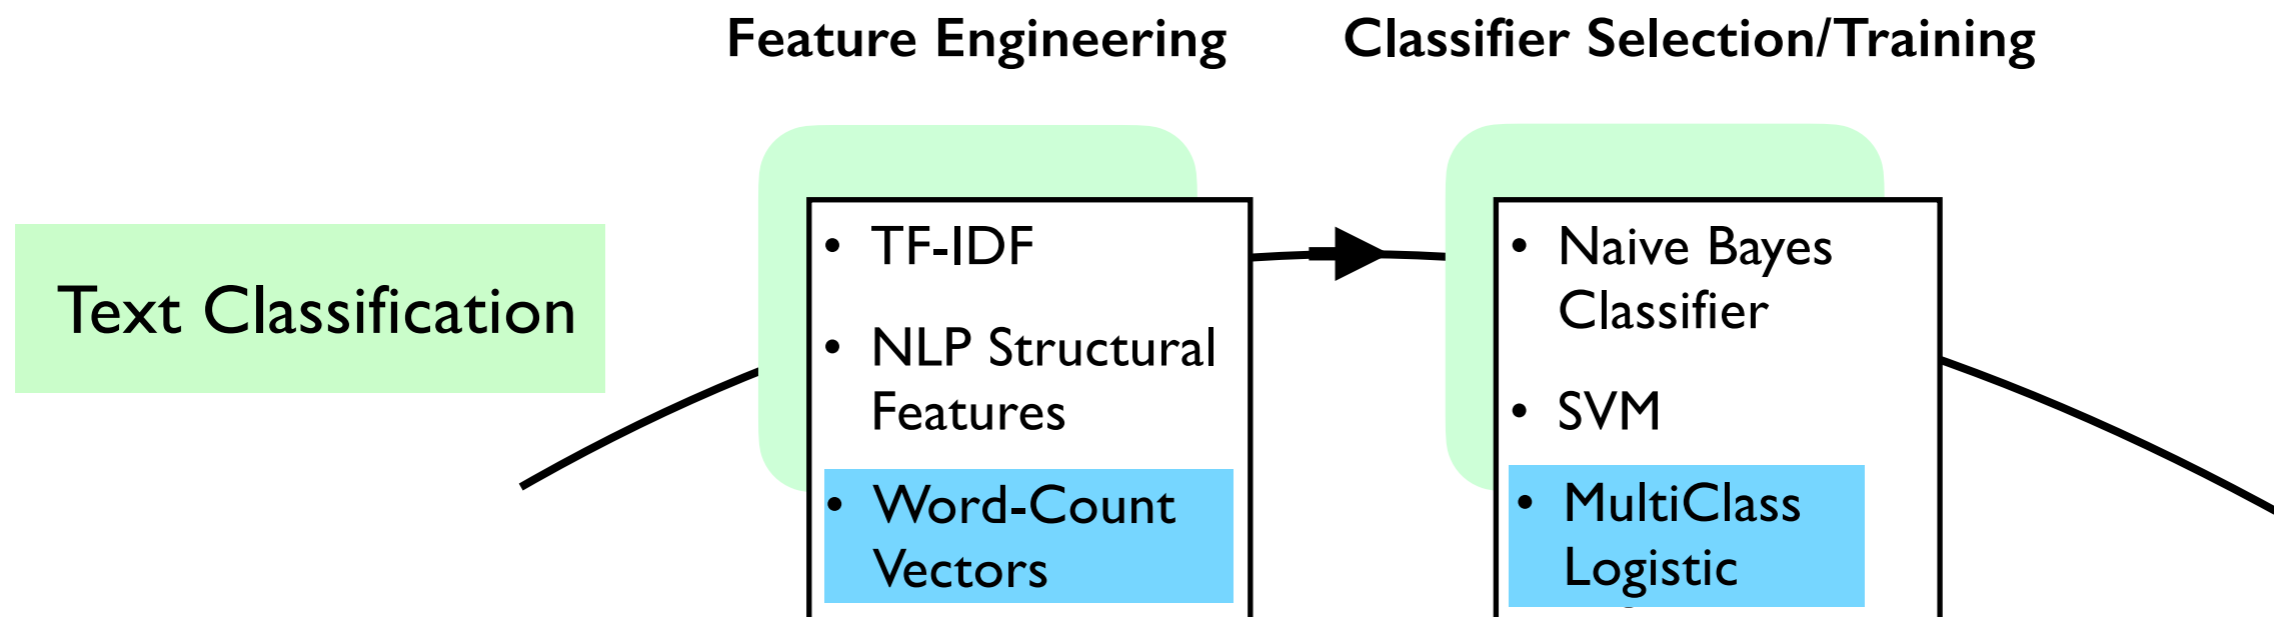 Feature Engineering
Classifier Selection/Training
Text Classification
• TF-IDF
• NLP Structural
Features
• Word-Count
Vectors
• Naive Bayes
Classifier
• SVM
• MultiClass
Logistic